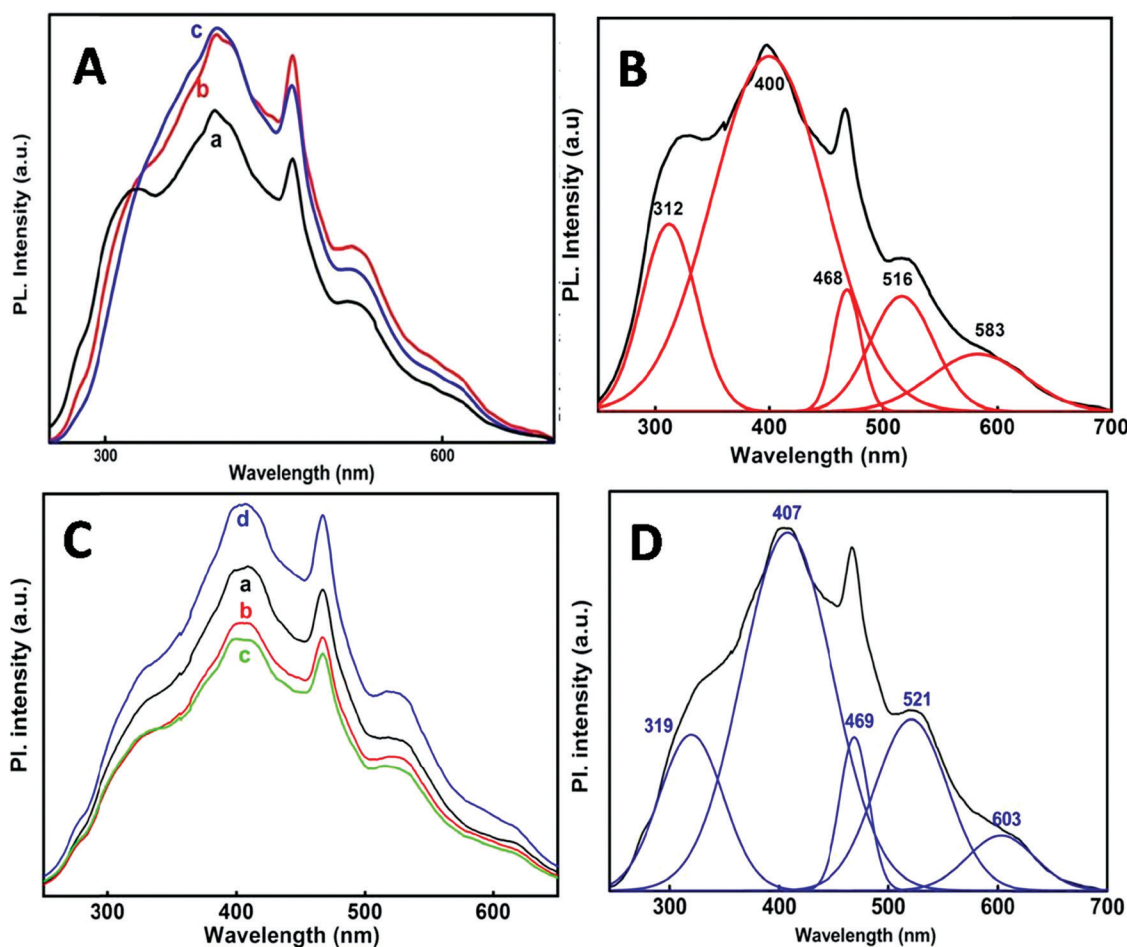 A
c
b
a
PL. Intensity (a.u.)
300
600
Wavelength (nm)
B
400
312
468
516
583
PL. Intensity (a.u)
300
400
500
600
700
Wavelength (nm)
C
d
a
b
c
Pl. intensity (a.u.)
300
400
500
600
Wavelength (nm)
D
407
319
469
521
603
Pl. intensity (a.u.)
300
400
500
600
700
Wavelength (nm)